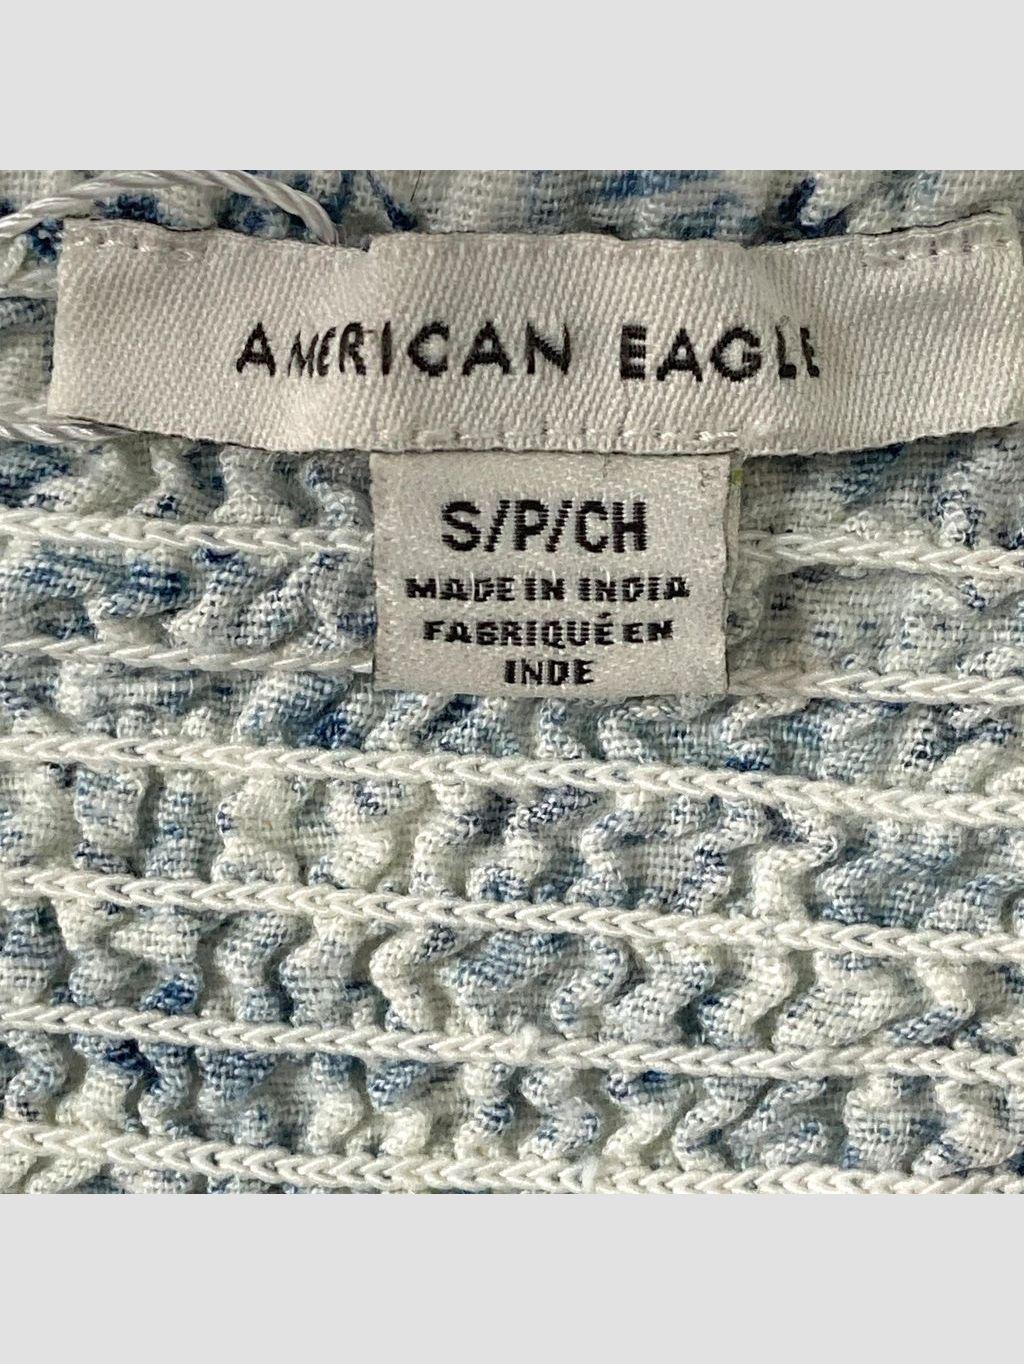 AMERICAN EAGLE
S/P/CH
MADE IN INDIA
FABRIQUÉ EN
INDE